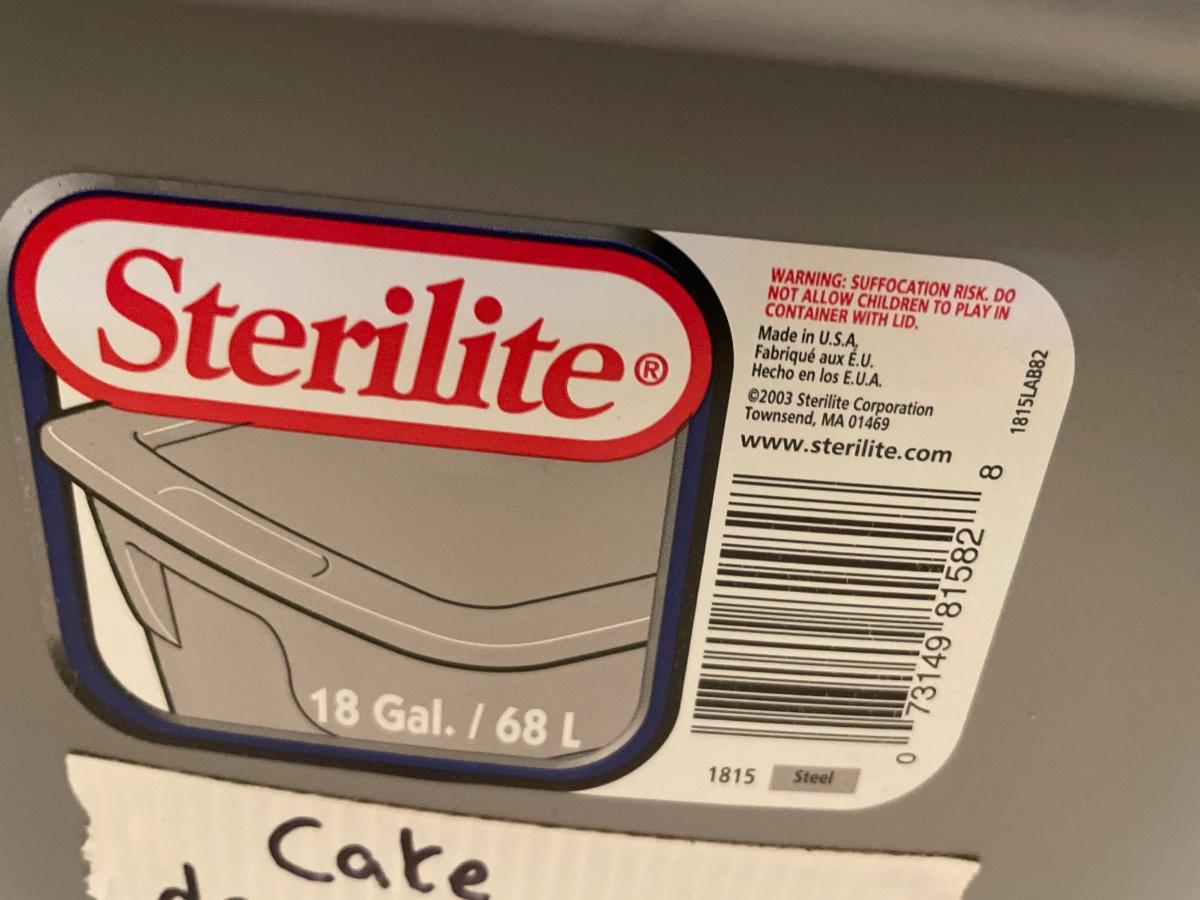 Sterilite®
18 Gal. / 68 L
WARNING: SUFFOCATION RISK. DO
NOT ALLOW CHILDREN TO PLAY IN
CONTAINER WITH LID.
Made in U.S.A.
Fabriqué aux É.U.
Hecho en los E.U.A.
©2003 Sterilite Corporation
Townsend, MA 01469
www.sterilite.com
1815LAB82
0 73149 81582 8
1815 Steel
Cake